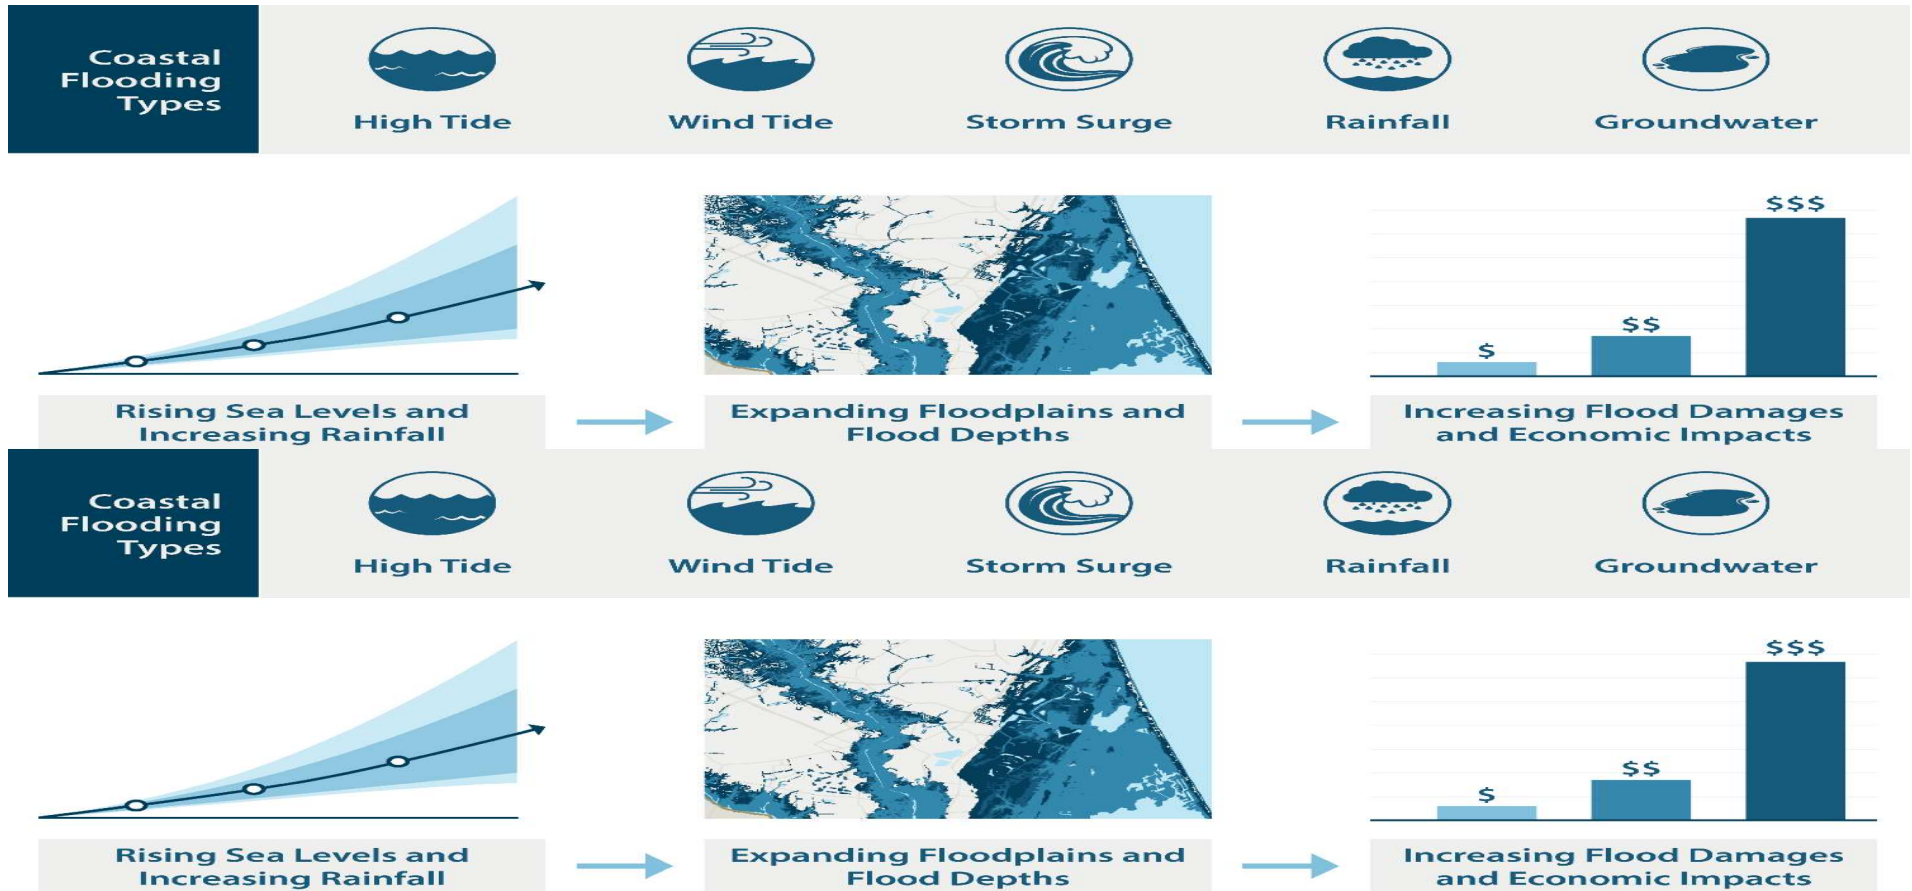 Coastal
Flooding
Types
High Tide
Wind Tide
Storm Surge
Rainfall
Groundwater
$
$$
$$$
Rising Sea Levels and
Increasing Rainfall
Expanding Floodplains and
Flood Depths
Increasing Flood Damages
and Economic Impacts
Coastal
Flooding
Types
High Tide
Wind Tide
Storm Surge
Rainfall
Groundwater
$
$$
$$$
Rising Sea Levels and
Increasing Rainfall
Expanding Floodplains and
Flood Depths
Increasing Flood Damages
and Economic Impacts